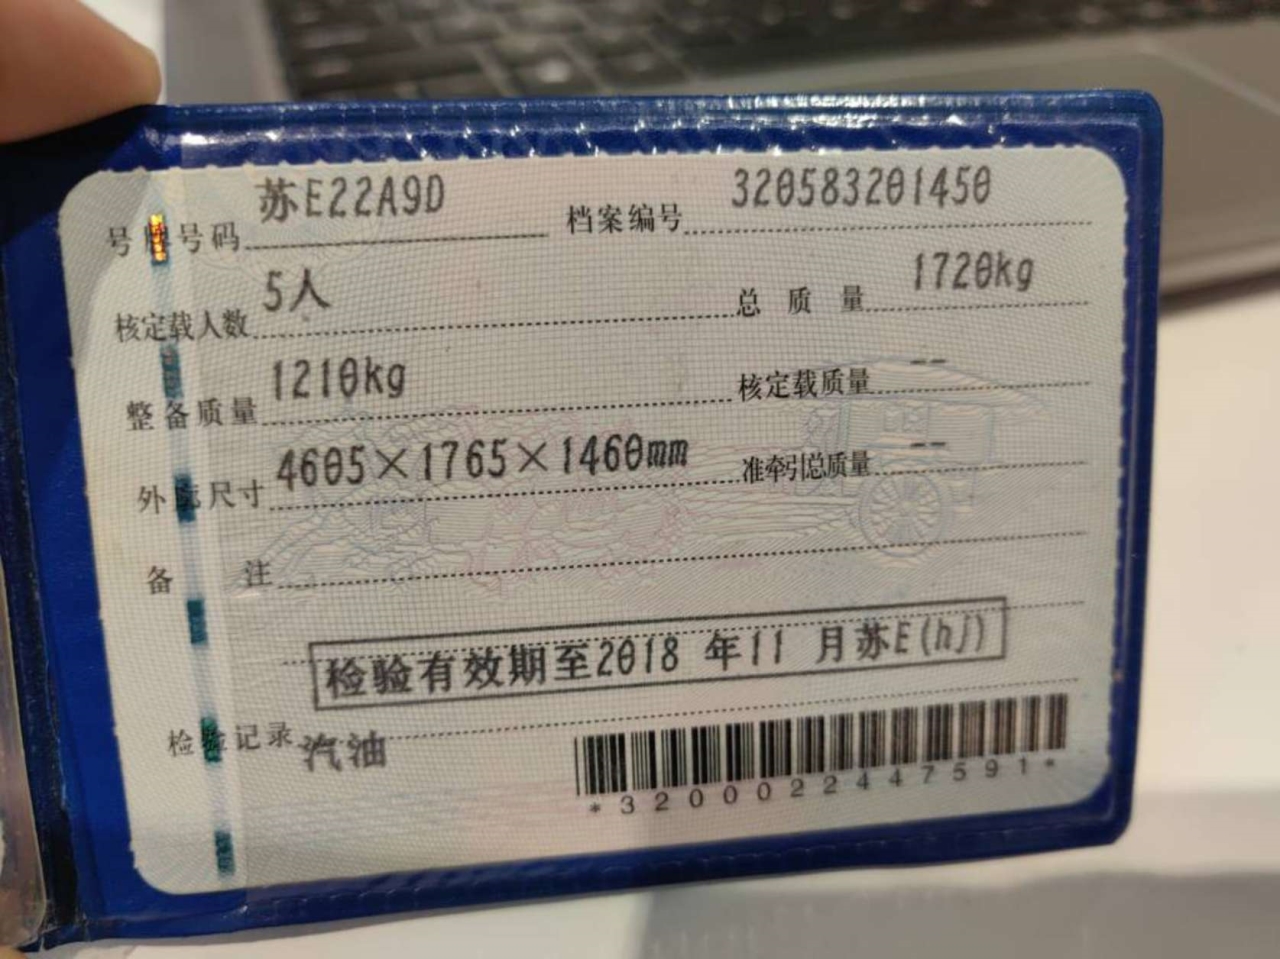 号牌号码 苏E22A9D 档案编号 320583201450
核定载人数 5人 总质量 1720kg
整备质量 1210kg 核定载质量 --
外廓尺寸 4605×1765×1460mm 准牵引总质量 --
备注
检验有效期至2018 年11 月苏E(hj)
检验记录 汽油
*3200022447591*